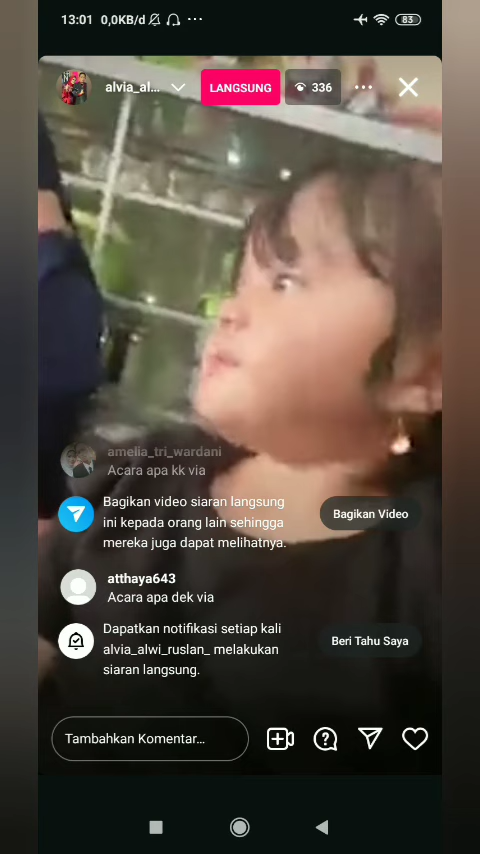 13:01 0,0KB/d ... 83
alvia_al... LANGSUNG 336
amelia_tri_wardani
Acara apa kk via
Bagikan video siaran langsung
ini kepada orang lain sehingga
mereka juga dapat melihatnya.
Bagikan Video
atthaya643
Acara apa dek via
Dapatkan notifikasi setiap kali
alvia_alwi_ruslan_ melakukan
siaran langsung.
Beri Tahu Saya
Tambahkan Komentar...